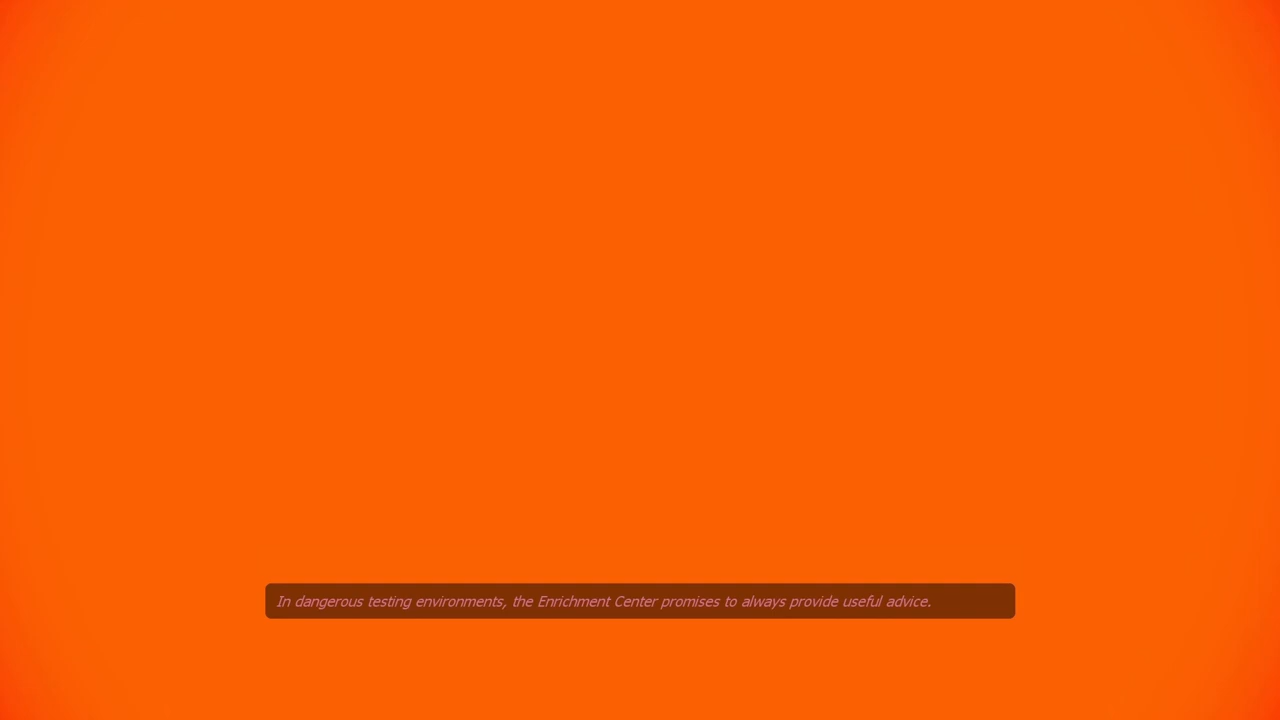 In dangerous testing environments, the Enrichment Center promises to always provide useful advice.